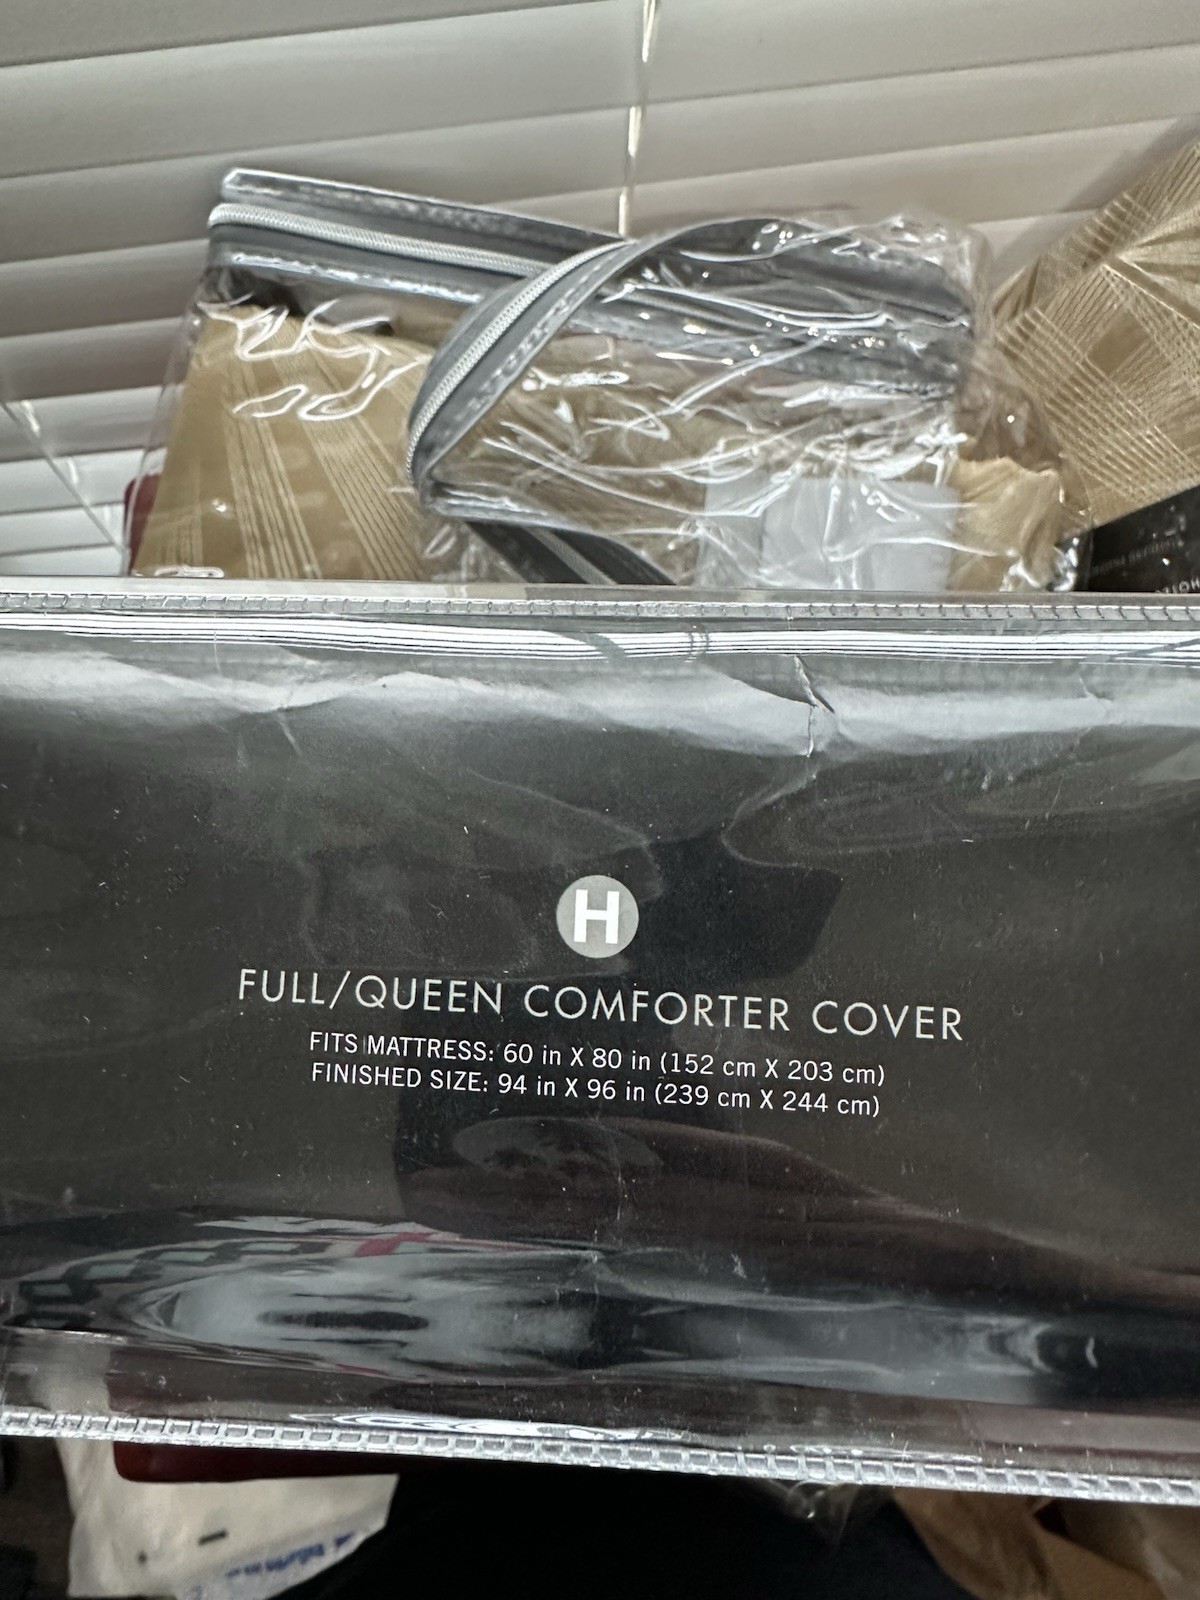 H
FULL/QUEEN COMFORTER COVER
FITS MATTRESS: 60 in X 80 in (152 cm X 203 cm)
FINISHED SIZE: 94 in X 96 in (239 cm X 244 cm)